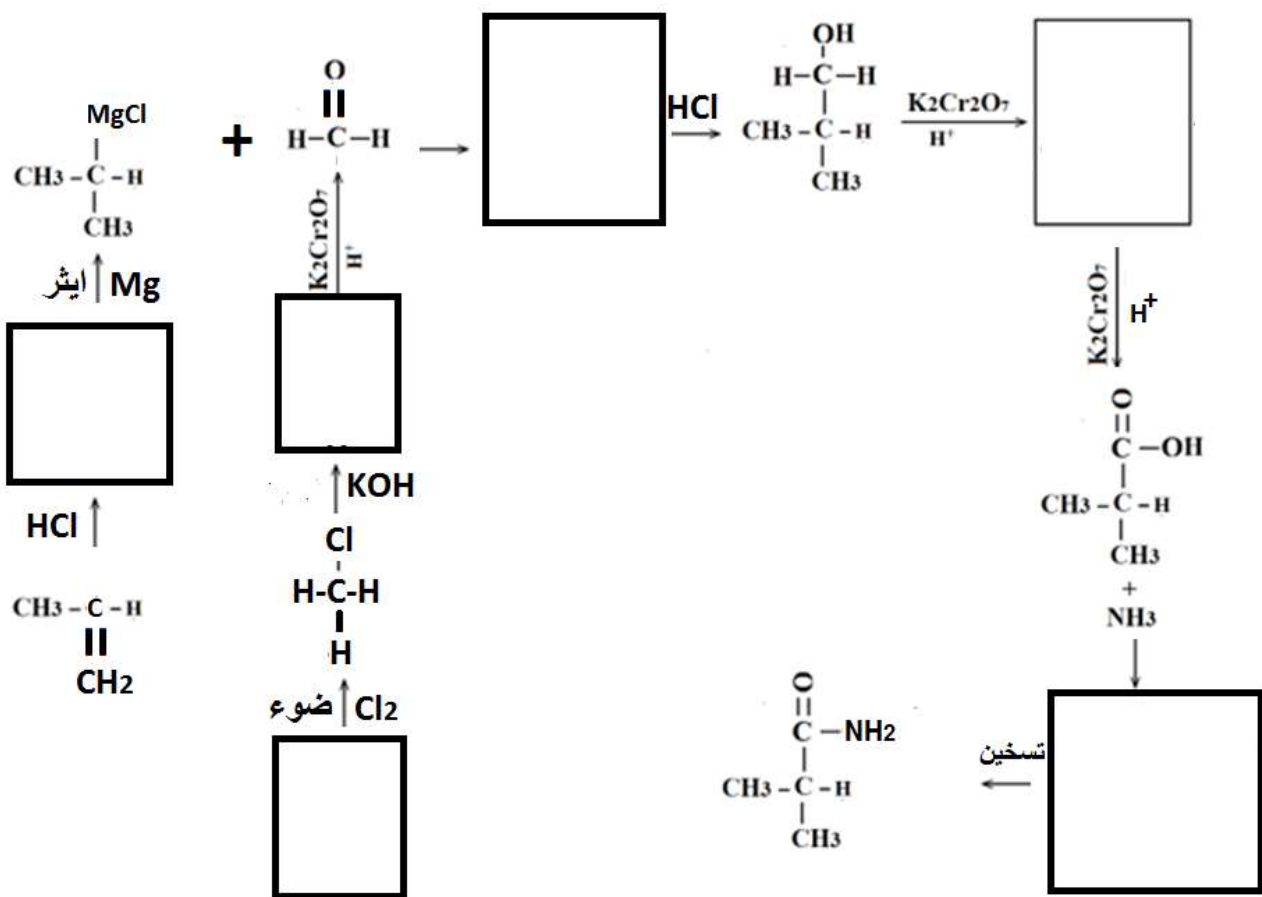 MgCl
CH3-C-H
CH3
+
O
H-C-H
HCl
OH
H-C-H
CH3-C-H
CH3
K2Cr2O7
H+
ايثر
Mg
K2Cr2O7
H+
K2Cr2O7
H+
HCl
KOH
Cl
H-C-H
H
CH3-C-H
CH2
ضوء
Cl2
O
C-OH
CH3-C-H
CH3
+
NH3
تسخين
O
C-NH2
CH3-C-H
CH3